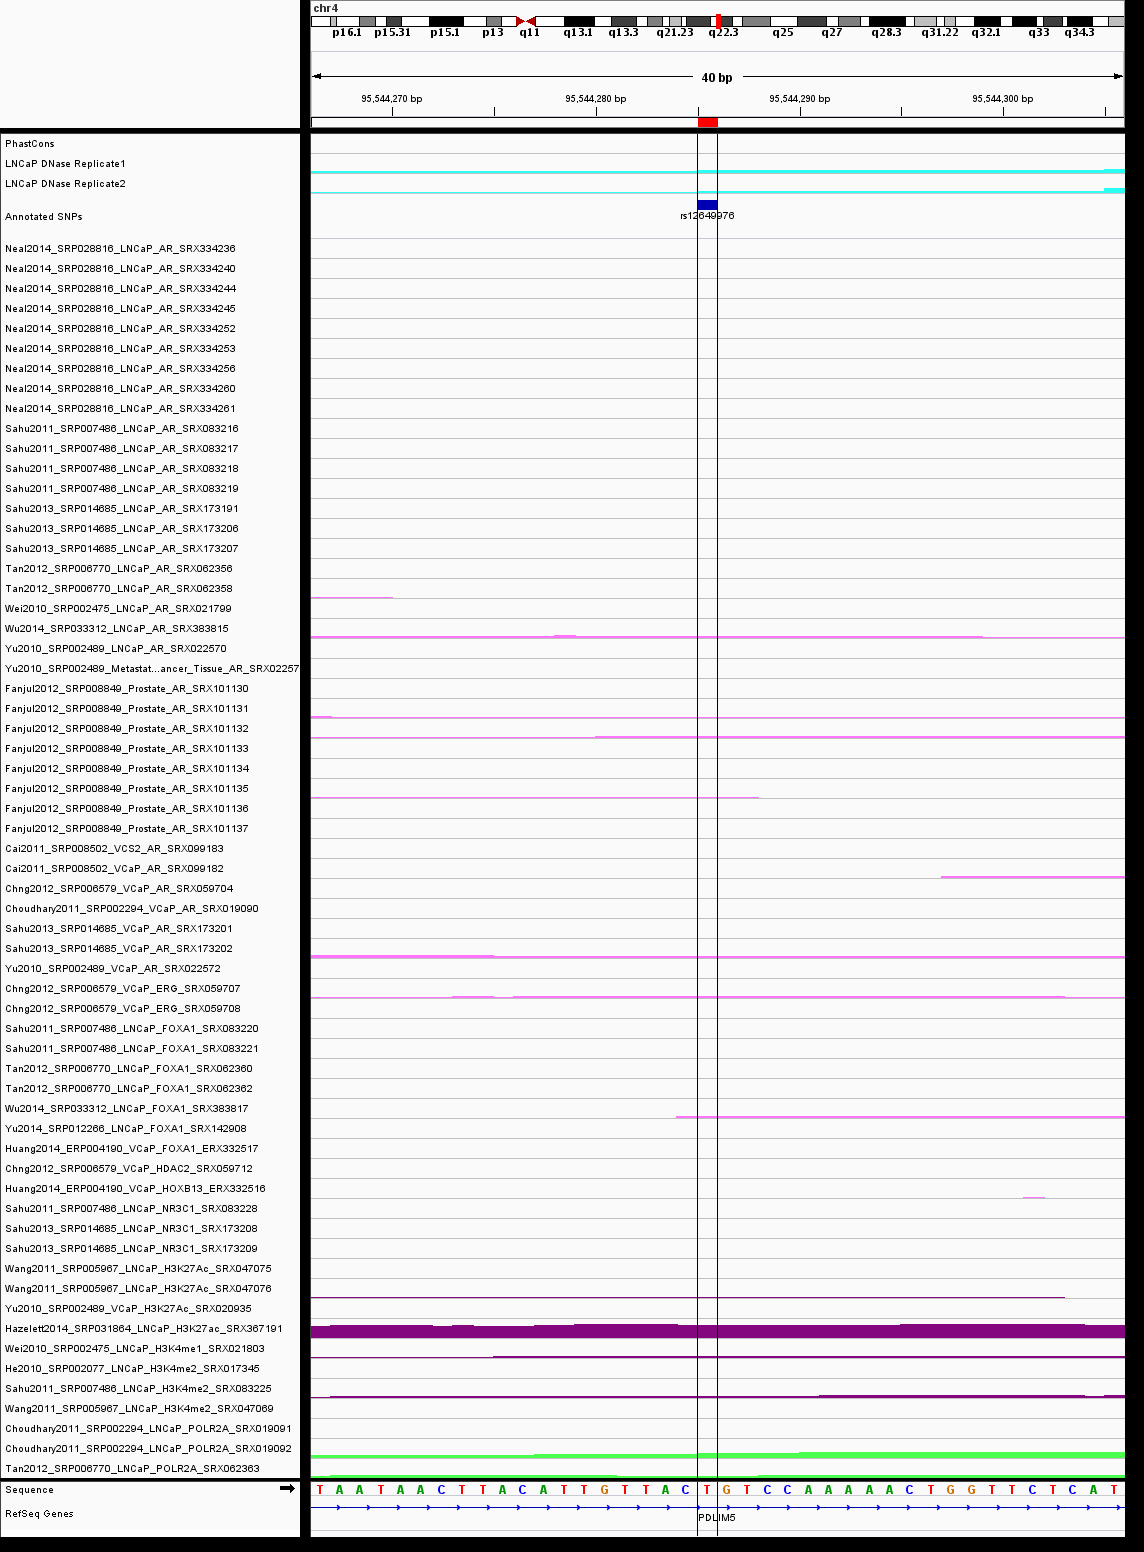 chr4
p16.1 p15.31 p15.1 p13 q11 q13.1 q13.3 q21.23 q22.3 q25 q27 q28.3 q31.22 q32.1 q33 q34.3
40 bp
95,544,270 bp 95,544,280 bp 95,544,290 bp 95,544,300 bp
PhastCons
LNCaP DNase Replicate1
LNCaP DNase Replicate2
Annotated SNPs
rs12649976
Neal2014_SRP028816_LNCaP_AR_SRX334236
Neal2014_SRP028816_LNCaP_AR_SRX334240
Neal2014_SRP028816_LNCaP_AR_SRX334244
Neal2014_SRP028816_LNCaP_AR_SRX334245
Neal2014_SRP028816_LNCaP_AR_SRX334252
Neal2014_SRP028816_LNCaP_AR_SRX334253
Neal2014_SRP028816_LNCaP_AR_SRX334256
Neal2014_SRP028816_LNCaP_AR_SRX334260
Neal2014_SRP028816_LNCaP_AR_SRX334261
Sahu2011_SRP007486_LNCaP_AR_SRX083216
Sahu2011_SRP007486_LNCaP_AR_SRX083217
Sahu2011_SRP007486_LNCaP_AR_SRX083218
Sahu2011_SRP007486_LNCaP_AR_SRX083219
Sahu2013_SRP014685_LNCaP_AR_SRX173191
Sahu2013_SRP014685_LNCaP_AR_SRX173206
Sahu2013_SRP014685_LNCaP_AR_SRX173207
Tan2012_SRP006770_LNCaP_AR_SRX062356
Tan2012_SRP006770_LNCaP_AR_SRX062358
Wei2010_SRP002475_LNCaP_AR_SRX021799
Wu2014_SRP033312_LNCaP_AR_SRX383815
Yu2010_SRP002489_LNCaP_AR_SRX022570
Yu2010_SRP002489_Metastat...ancer_Tissue_AR_SRX02257
Fanjul2012_SRP008849_Prostate_AR_SRX101130
Fanjul2012_SRP008849_Prostate_AR_SRX101131
Fanjul2012_SRP008849_Prostate_AR_SRX101132
Fanjul2012_SRP008849_Prostate_AR_SRX101133
Fanjul2012_SRP008849_Prostate_AR_SRX101134
Fanjul2012_SRP008849_Prostate_AR_SRX101135
Fanjul2012_SRP008849_Prostate_AR_SRX101136
Fanjul2012_SRP008849_Prostate_AR_SRX101137
Cai2011_SRP008502_VCS2_AR_SRX099183
Cai2011_SRP008502_VCaP_AR_SRX099182
Chng2012_SRP006579_VCaP_AR_SRX059704
Choudhary2011_SRP002294_VCaP_AR_SRX019090
Sahu2013_SRP014685_VCaP_AR_SRX173201
Sahu2013_SRP014685_VCaP_AR_SRX173202
Yu2010_SRP002489_VCaP_AR_SRX022572
Chng2012_SRP006579_VCaP_ERG_SRX059707
Chng2012_SRP006579_VCaP_ERG_SRX059708
Sahu2011_SRP007486_LNCaP_FOXA1_SRX083220
Sahu2011_SRP007486_LNCaP_FOXA1_SRX083221
Tan2012_SRP006770_LNCaP_FOXA1_SRX062360
Tan2012_SRP006770_LNCaP_FOXA1_SRX062362
Wu2014_SRP033312_LNCaP_FOXA1_SRX383817
Yu2014_SRP012266_LNCaP_FOXA1_SRX142908
Huang2014_ERP004190_VCaP_FOXA1_ERX332517
Chng2012_SRP006579_VCaP_HDAC2_SRX059712
Huang2014_ERP004190_VCaP_HOXB13_ERX332516
Sahu2011_SRP007486_LNCaP_NR3C1_SRX083228
Sahu2013_SRP014685_LNCaP_NR3C1_SRX173208
Sahu2013_SRP014685_LNCaP_NR3C1_SRX173209
Wang2011_SRP005967_LNCaP_H3K27Ac_SRX047075
Wang2011_SRP005967_LNCaP_H3K27Ac_SRX047076
Yu2010_SRP002489_VCaP_H3K27Ac_SRX020935
Hazelett2014_SRP031864_LNCaP_H3K27ac_SRX367191
Wei2010_SRP002475_LNCaP_H3K4me1_SRX021803
He2010_SRP002077_LNCaP_H3K4me2_SRX017345
Sahu2011_SRP007486_LNCaP_H3K4me2_SRX083225
Wang2011_SRP005967_LNCaP_H3K4me2_SRX047069
Choudhary2011_SRP002294_LNCaP_POLR2A_SRX019091
Choudhary2011_SRP002294_LNCaP_POLR2A_SRX019092
Tan2012_SRP006770_LNCaP_POLR2A_SRX062363
Sequence T A A T A A C T T A C A T T G T T A C T G T C C A A A A A C T G G T T C T C A T
RefSeq Genes
PDLIM5